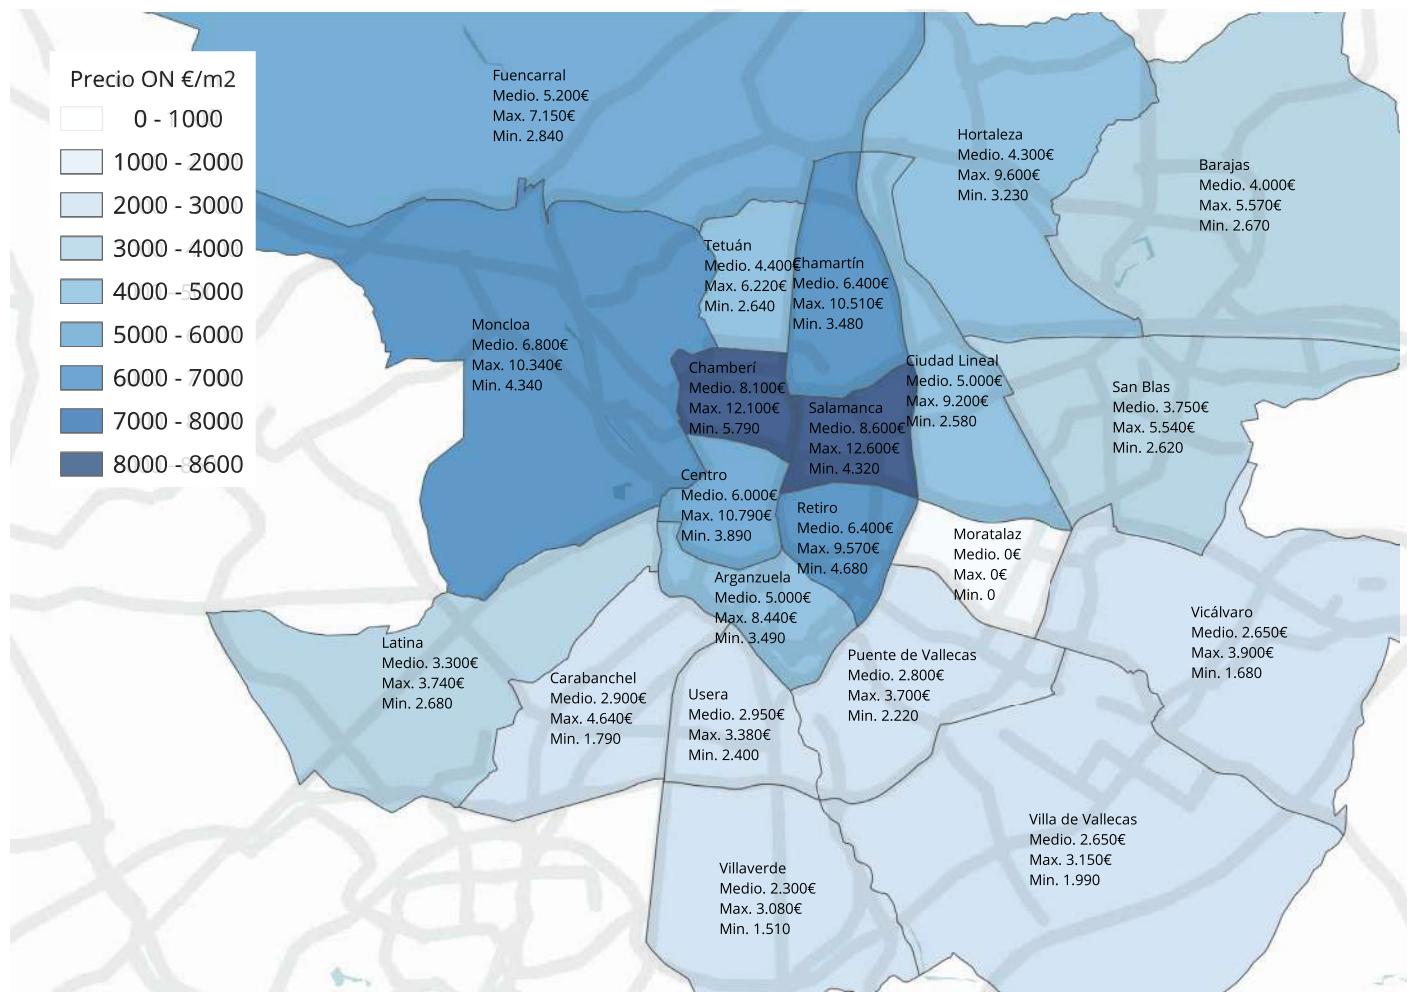 Precio ON €/m2
0 - 1000
1000 - 2000
2000 - 3000
3000 - 4000
4000 - 5000
5000 - 6000
6000 - 7000
7000 - 8000
8000 - 8600
Fuencarral
Medio. 5.200€
Max. 7.150€
Min. 2.840
Hortaleza
Medio. 4.300€
Max. 9.600€
Min. 3.230
Barajas
Medio. 4.000€
Max. 5.570€
Min. 2.670
Tetuán
Medio. 4.400€
Max. 6.220€
Min. 2.640
Chamartín
Medio. 6.400€
Max. 10.510€
Min. 3.480
Moncloa
Medio. 6.800€
Max. 10.340€
Min. 4.340
Chamberí
Medio. 8.100€
Max. 12.100€
Min. 5.790
Salamanca
Medio. 8.600€
Max. 12.600€
Min. 4.320
Ciudad Lineal
Medio. 5.000€
Max. 9.200€
Min. 2.580
San Blas
Medio. 3.750€
Max. 5.540€
Min. 2.620
Centro
Medio. 6.000€
Max. 10.790€
Min. 3.890
Retiro
Medio. 6.400€
Max. 9.570€
Min. 4.680
Moratalaz
Medio. 0€
Max. 0€
Min. 0
Arganzuela
Medio. 5.000€
Max. 8.440€
Min. 3.490
Vicálvaro
Medio. 2.650€
Max. 3.900€
Min. 1.680
Latina
Medio. 3.300€
Max. 3.740€
Min. 2.680
Carabanchel
Medio. 2.900€
Max. 4.640€
Min. 1.790
Usera
Medio. 2.950€
Max. 3.380€
Min. 2.400
Puente de Vallecas
Medio. 2.800€
Max. 3.700€
Min. 2.220
Villa de Vallecas
Medio. 2.650€
Max. 3.150€
Min. 1.990
Villaverde
Medio. 2.300€
Max. 3.080€
Min. 1.510